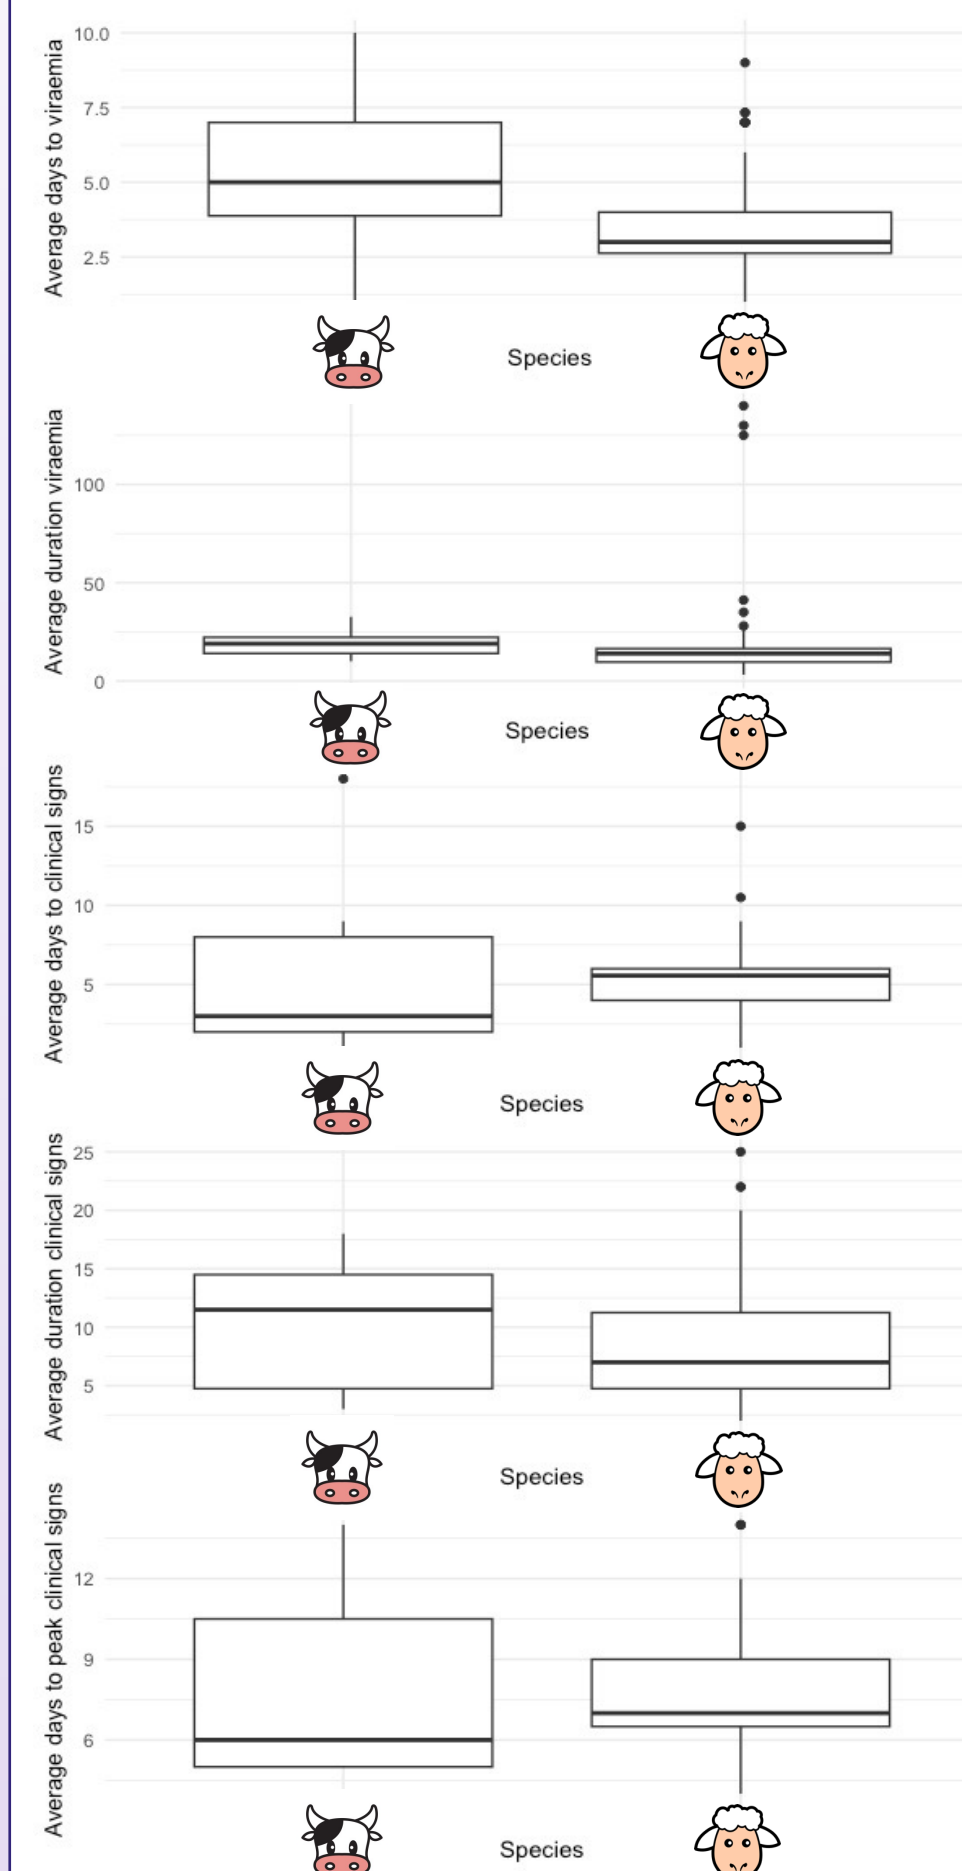 Average days to viraemia
10.0
7.5
5.0
2.5
Species
Average duration viraemia
100
50
0
Species
Average days to clinical signs
15
10
5
Species
Average duration clinical signs
25
20
15
10
5
Species
Average days to peak clinical signs
12
9
6
Species